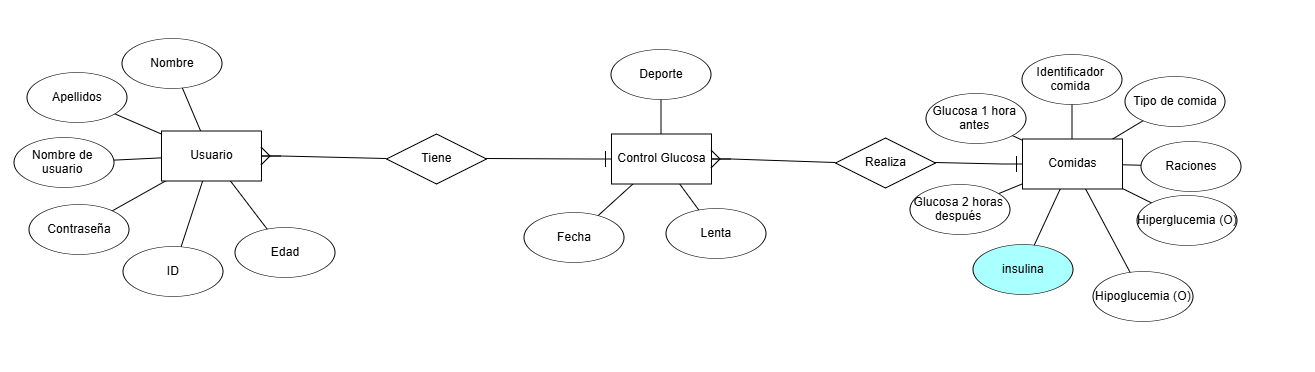 Nombre
Apellidos
Nombre de
usuario
Contraseña
ID
Edad
Usuario
Tiene
Deporte
Control Glucosa
Fecha
Lenta
Realiza
Identificador
comida
Glucosa 1 hora
antes
Tipo de comida
Comidas
Raciones
Glucosa 2 horas
después
Hiperglucemia (O)
insulina
Hipoglucemia (O)